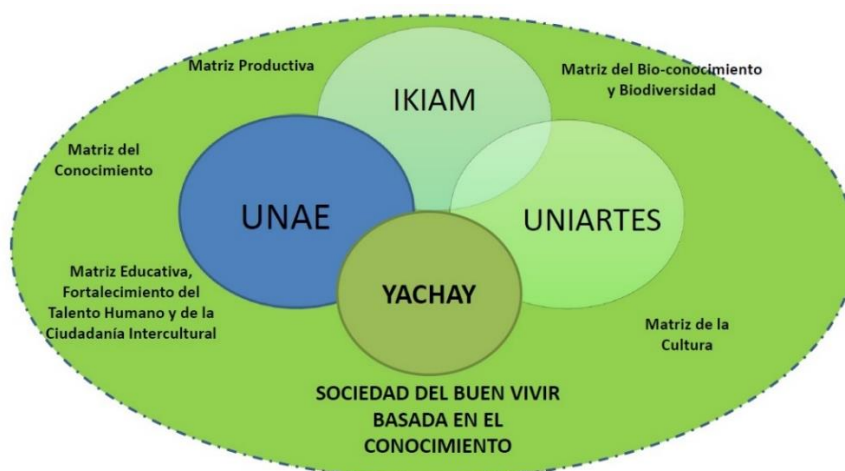 Matriz Productiva
IKIAM
Matriz del Bio-conocimiento
y Biodiversidad
Matriz del
Conocimiento
UNAE
UNIARTES
Matriz Educativa,
Fortalecimiento del
Talento Humano y de la
Ciudadanía Intercultural
YACHAY
Matriz de la
Cultura
SOCIEDAD DEL BUEN VIVIR
BASADA EN EL
CONOCIMIENTO